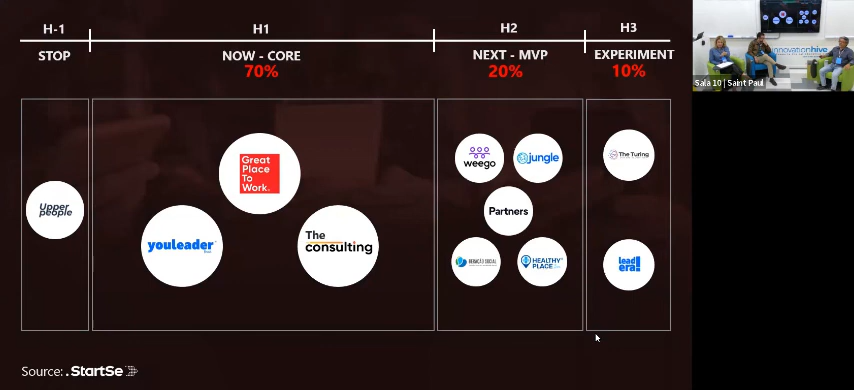 H-1
H1
H2
H3
STOP
NOW - CORE
NEXT - MVP
EXPERIMENT
70%
20%
10%
Upper
people
Great
Place
To
Work.
youleader
The
consulting
weego
jungle
Partners
HEALTHY
PLACE
The Turing
lead
era!
Source: .StartSe
innovationhive
Sala 10 | Saint Paul